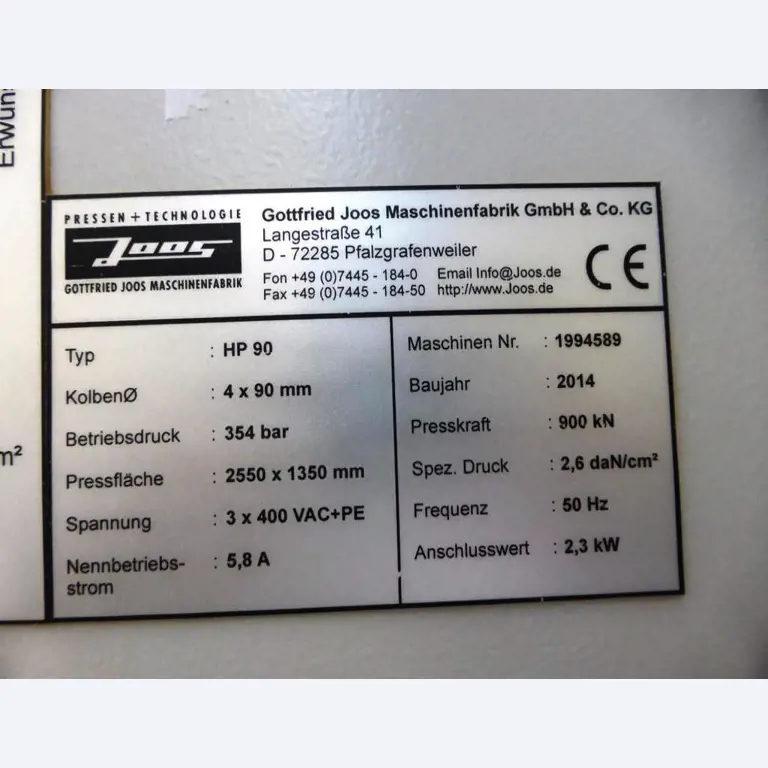 Erwüns
m²
PRESSEN + TECHNOLOGIE
Joos
GOTTFRIED JOOS MASCHINENFABRIK
Gottfried Joos Maschinenfabrik GmbH & Co. KG
Langestraße 41
D - 72285 Pfalzgrafenweiler
Fon +49 (0)7445 - 184-0 Email Info@Joos.de
Fax +49 (0)7445 - 184-50 http://www.Joos.de
CE
Typ : HP 90
KolbenØ : 4 x 90 mm
Betriebsdruck : 354 bar
Pressfläche : 2550 x 1350 mm
Spannung : 3 x 400 VAC+PE
Nennbetriebs- : 5,8 A
strom
Maschinen Nr. : 1994589
Baujahr : 2014
Presskraft : 900 kN
Spez. Druck : 2,6 daN/cm²
Frequenz : 50 Hz
Anschlusswert : 2,3 kW